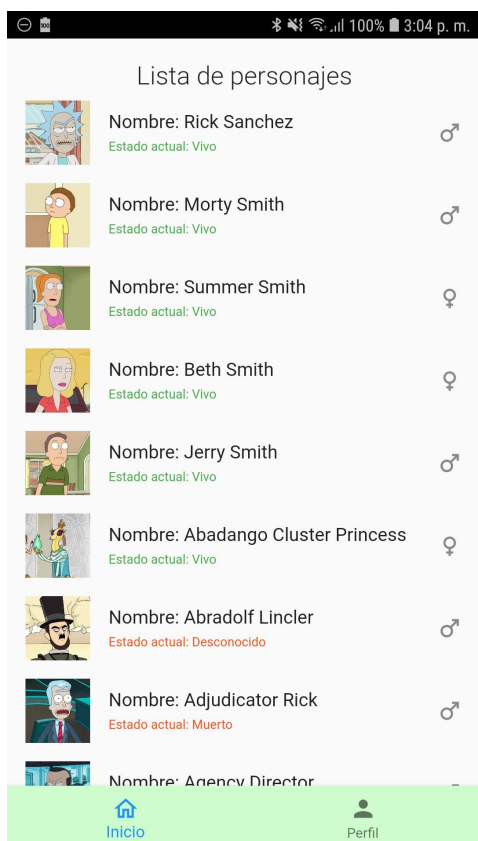 100% 3:04 p. m.
Lista de personajes
Nombre: Rick Sanchez
Estado actual: Vivo
Nombre: Morty Smith
Estado actual: Vivo
Nombre: Summer Smith
Estado actual: Vivo
Nombre: Beth Smith
Estado actual: Vivo
Nombre: Jerry Smith
Estado actual: Vivo
Nombre: Abadango Cluster Princess
Estado actual: Vivo
Nombre: Abradolf Lincler
Estado actual: Desconocido
Nombre: Adjudicator Rick
Estado actual: Muerto
Nombre: Agency Director
Inicio
Perfil